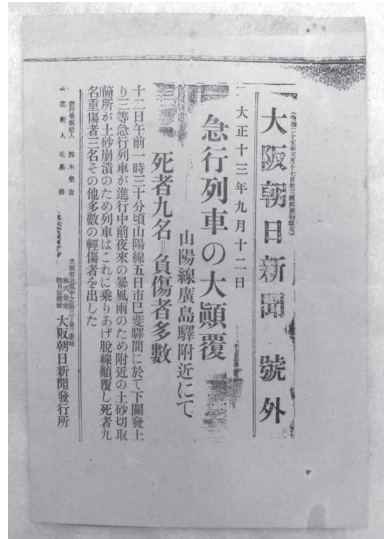 大阪朝日新聞 號外
大正十三年九月十二日
急行列車の大顚覆
山陽線廣島驛附近にて
死者九名 負傷者多數
十二日午前一時三十分頃山陽線五日市己斐驛間に於て下關發上
り三等急行列車が進行中前夜來の暴風雨のため附近の土砂切取
箇所が土砂崩潰のため列車はこれに乘りあげ脫線顚覆し死者九
名重傷者三名その他多數の輕傷者を出した
大阪朝日新聞發行所